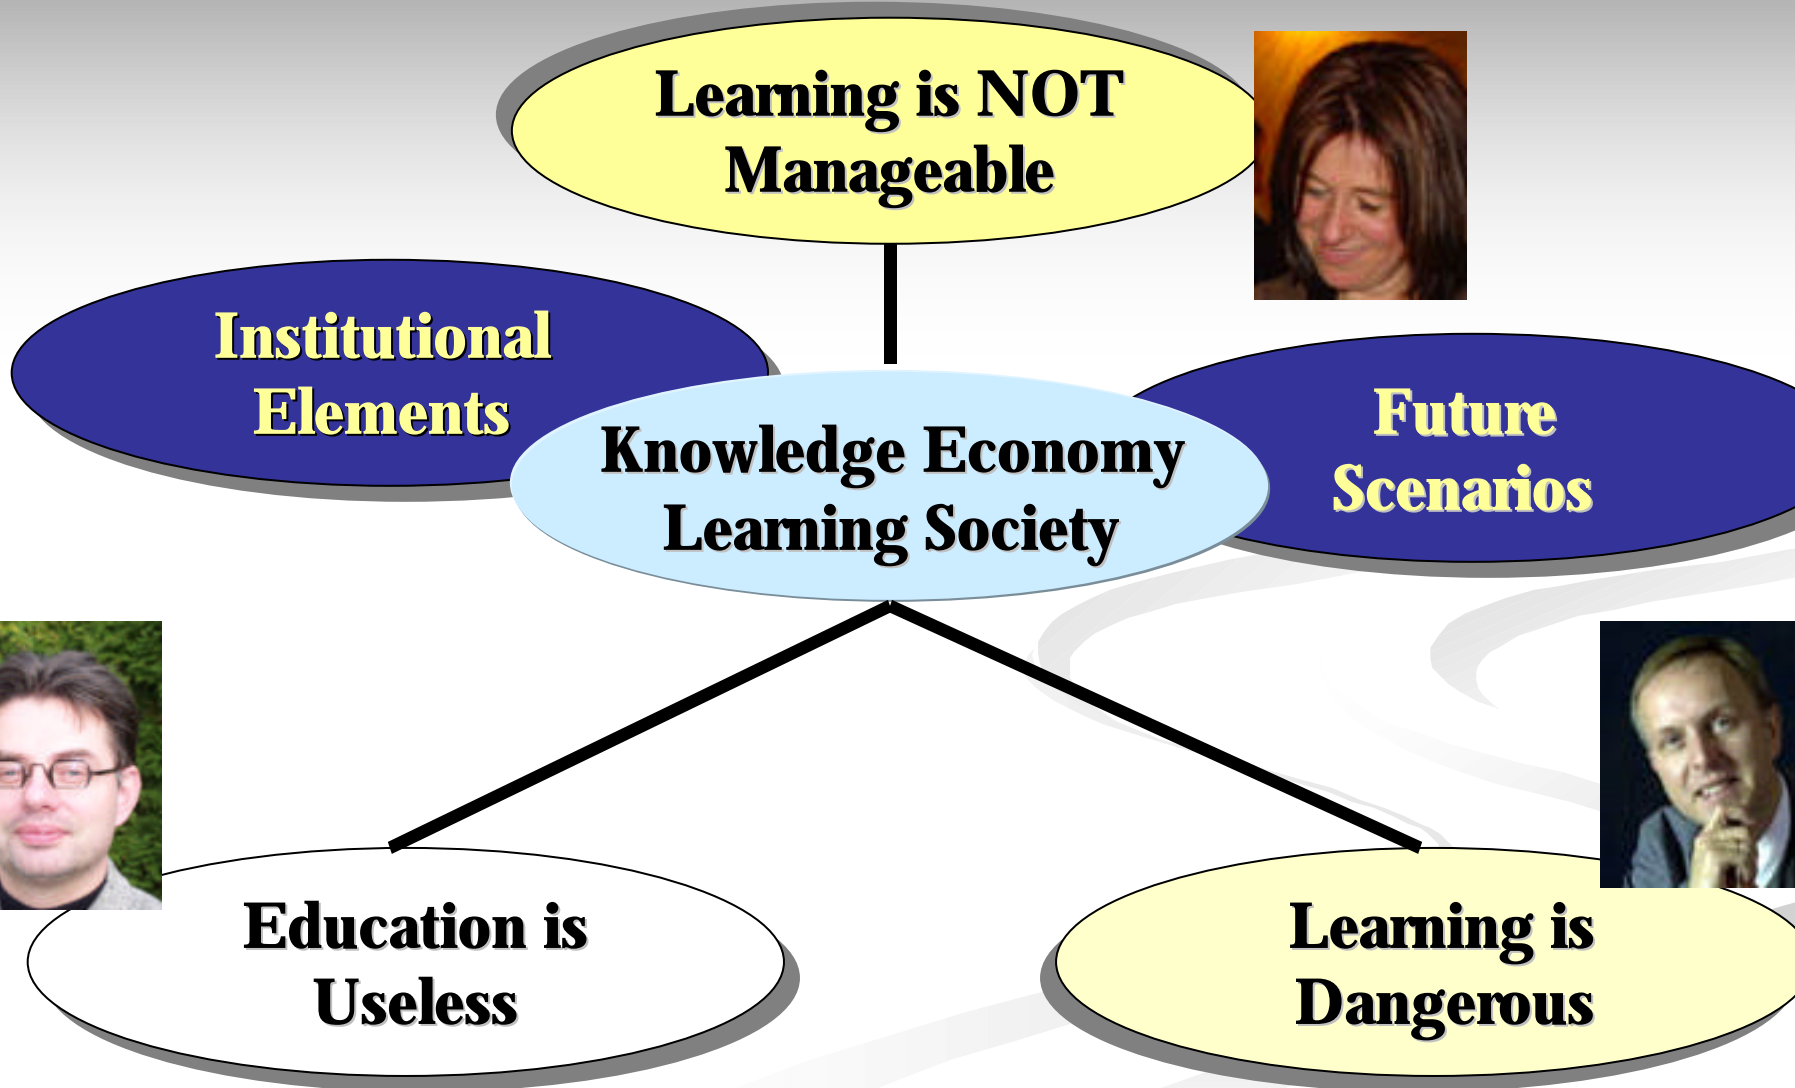 Learning is NOT
Manageable
Institutional
Elements
Knowledge Economy
Learning Society
Future
Scenarios
Education is
Useless
Learning is
Dangerous